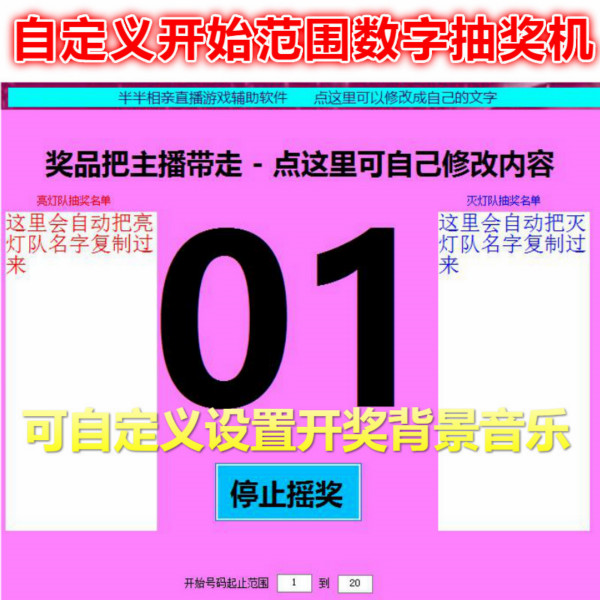 自定义开始范围数字抽奖机
半半相亲直播游戏辅助软件 点这里可以修改成自己的文字
奖品把主播带走 - 点这里可自己修改内容
亮灯队抽奖名单
灭灯队抽奖名单
这里会自动把亮
灯队名字复制过
来
这里会自动把灭
灯队名字复制过
来
01
可自定义设置开奖背景音乐
停止摇奖
开始号码起止范围 1 到 20